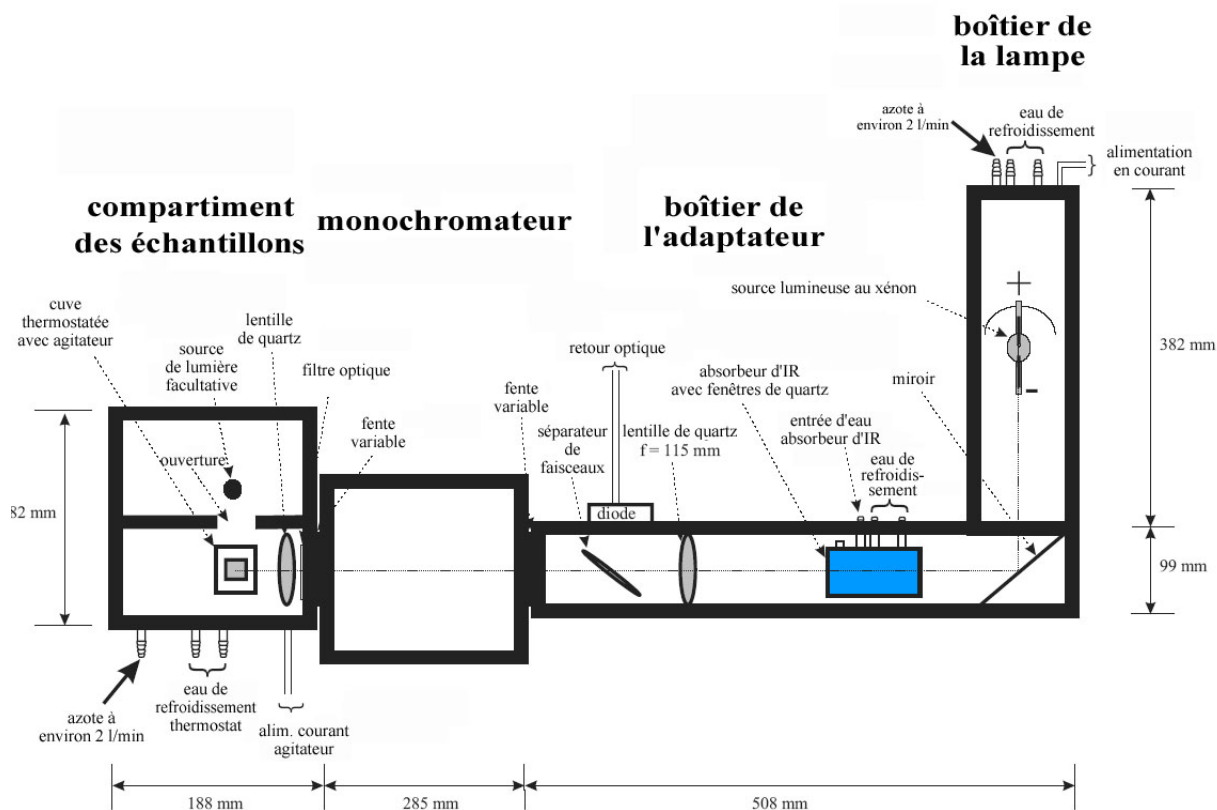 boîtier de
la lampe
azote à
environ 2 l/min
eau de
refroidissement
alimentation
en courant
compartiment
des échantillons
monochromateur
boîtier de
l'adaptateur
source lumineuse au xénon
+
-
382 mm
cuve
thermostatée
avec agitateur
source
de lumière
facultative
lentille
de quartz
filtre optique
fente
variable
retour optique
fente
variable
séparateur
de
faisceaux
lentille de quartz
f = 115 mm
absorbeur d'IR
avec fenêtres de quartz
entrée d'eau
absorbeur d'IR
eau de
refroidis-
sement
miroir
ouverture
diode
82 mm
99 mm
azote à
environ 2 l/min
eau de
refroidissement
thermostat
alim. courant
agitateur
188 mm
285 mm
508 mm